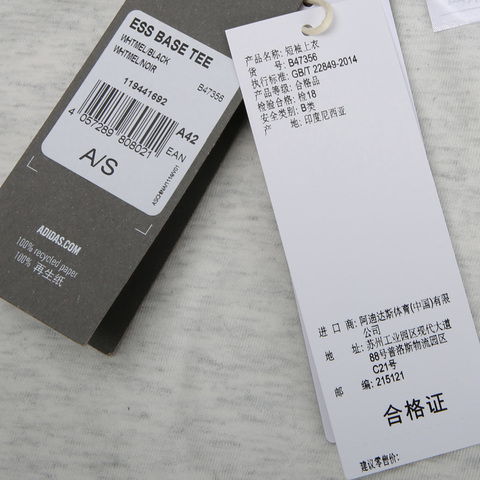 ESS BASE TEE
WHTMEL/BLACK
WHTMEL/NOIR
B47356
119441692
A42
4 057289 808021
EAN
A/S
ADIDAS.COM
100% recycled paper
100% 再生纸
产品名称: 短袖上衣
货 号: B47356
执行标准: GB/T 22849-2014
产品等级: 合格品
检验合格: 检18
安全类别: B类
产 地: 印度尼西亚
进 口 商: 阿迪达斯体育(中国)有限
公司
地 址: 苏州工业园区现代大道
88号普洛斯物流园区
C21号
邮 编: 215121
合格证
建议零售价: